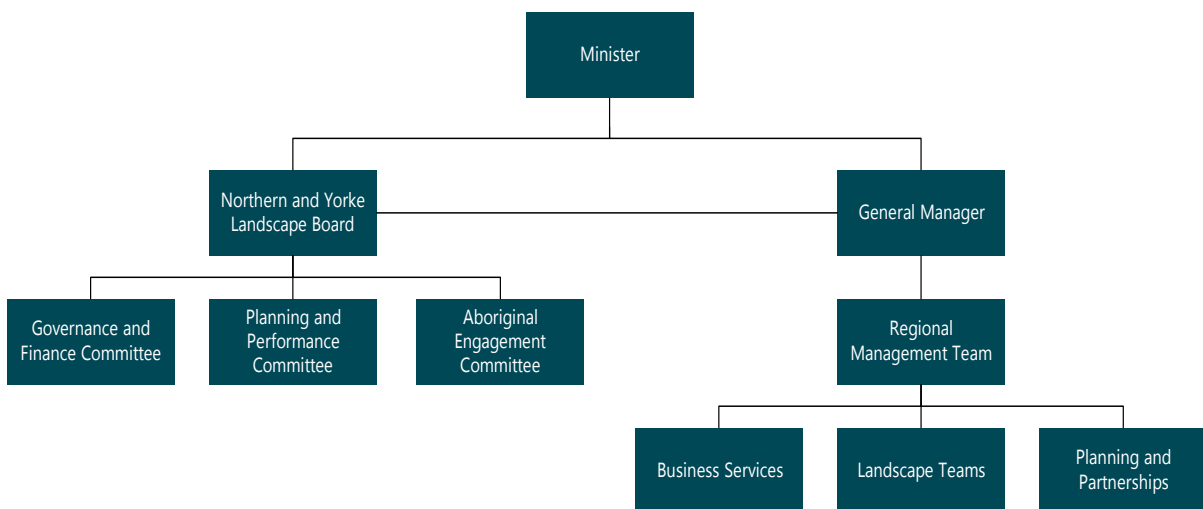 Minister
Northern and Yorke
Landscape Board
General Manager
Governance and
Finance Committee
Planning and
Performance
Committee
Aboriginal
Engagement
Committee
Regional
Management Team
Business Services
Landscape Teams
Planning and
Partnerships